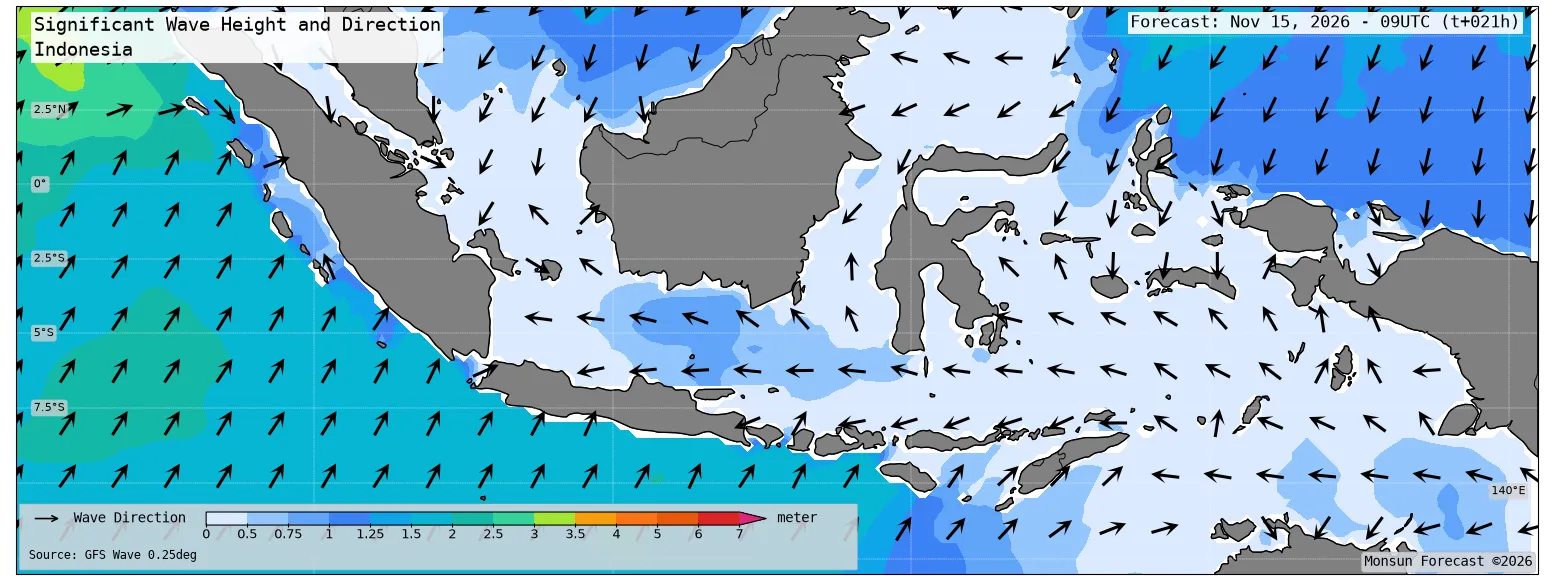 Significant Wave Height and Direction
Indonesia
Forecast: Nov 15, 2026 - 09UTC (t+021h)
2.5°N
0°
2.5°S
5°S
7.5°S
140°E
Wave Direction
0 0.5 0.75 1 1.25 1.5 2 2.5 3 3.5 4 5 6 7
meter
Source: GFS Wave 0.25deg
Monsun Forecast ©2026